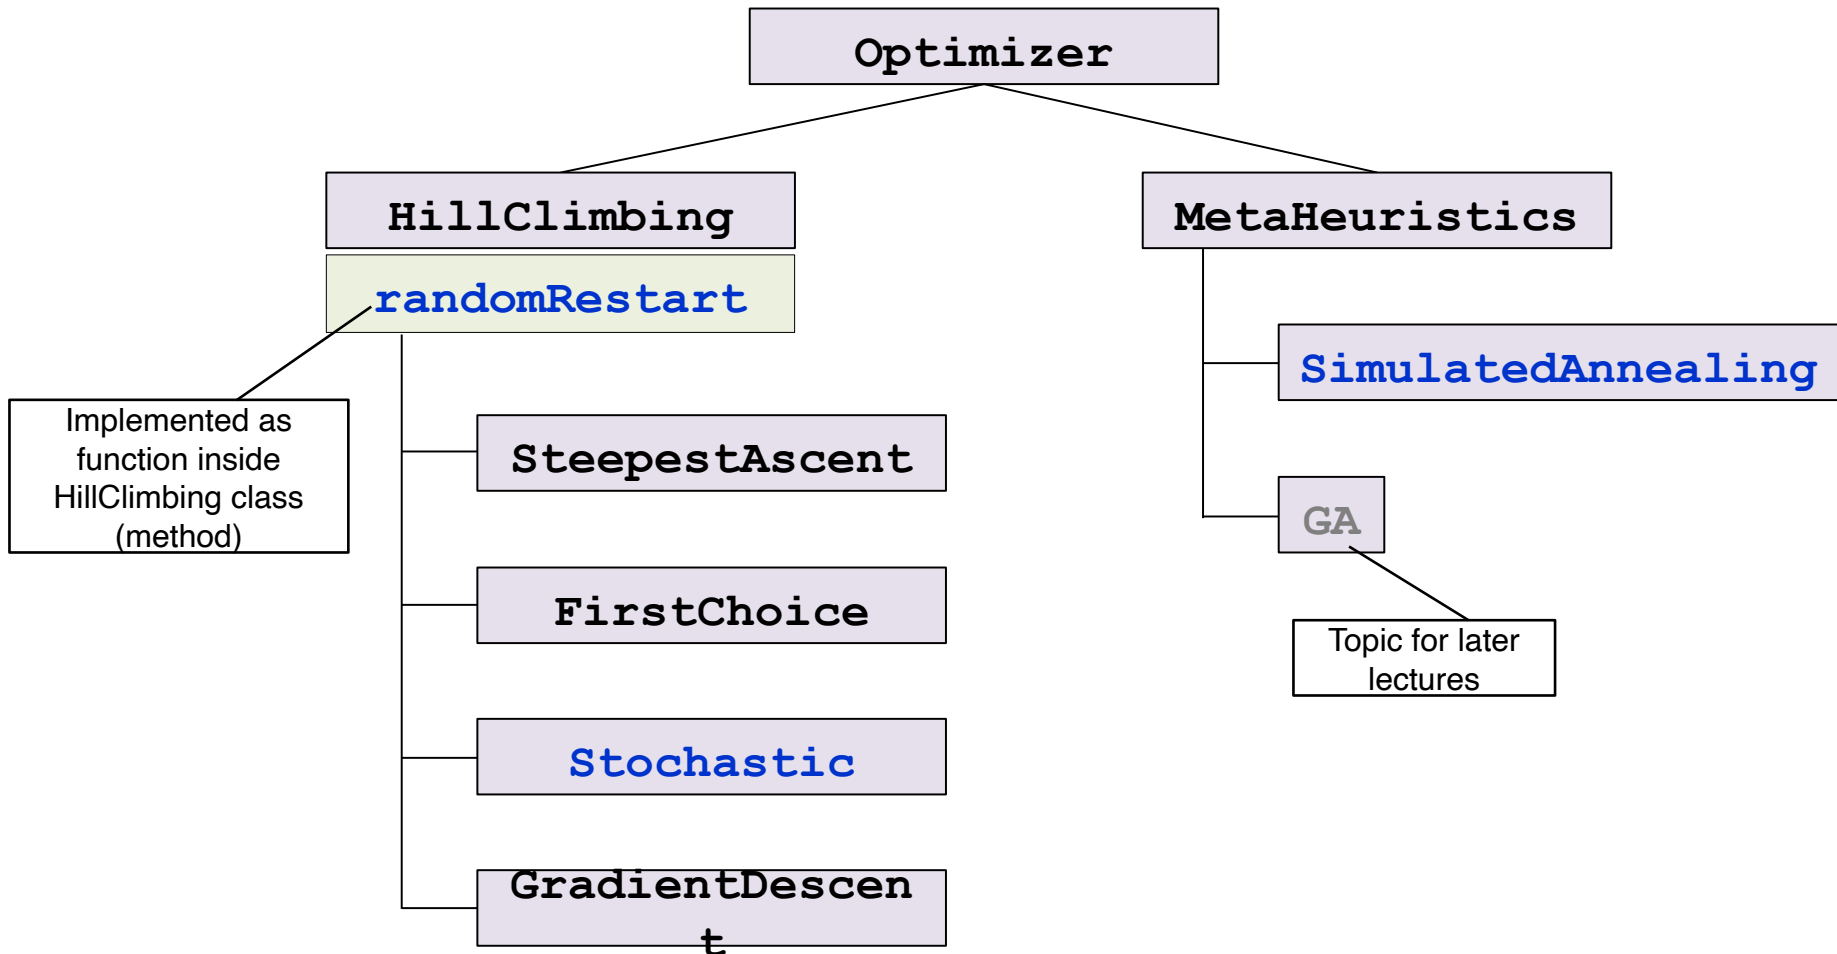 Optimizer
HillClimbing
MetaHeuristics
randomRestart
SimulatedAnnealing
Implemented as
function inside
HillClimbing class
(method)
SteepestAscent
GA
FirstChoice
Topic for later
lectures
Stochastic
GradientDescen
t